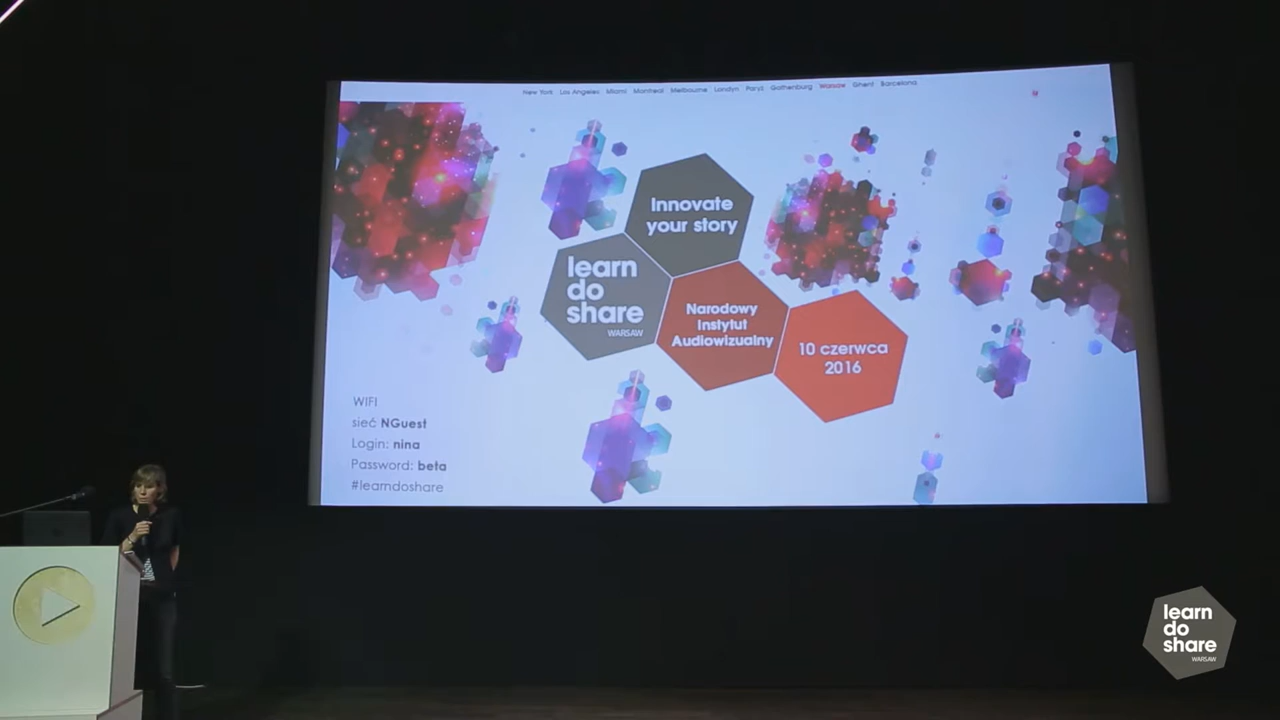 New York Los Angeles Miami Montreal Melbourne Londyn Paryż Gothenburg Warsaw Ghent Barcelona
Innovate
your story
learn
do
share
WARSAW
Narodowy
Instytut
Audiowizualny
10 czerwca
2016
WIFI
sieć NGuest
Login: nina
Password: beta
#learndoshare
learn
do
share
WARSAW